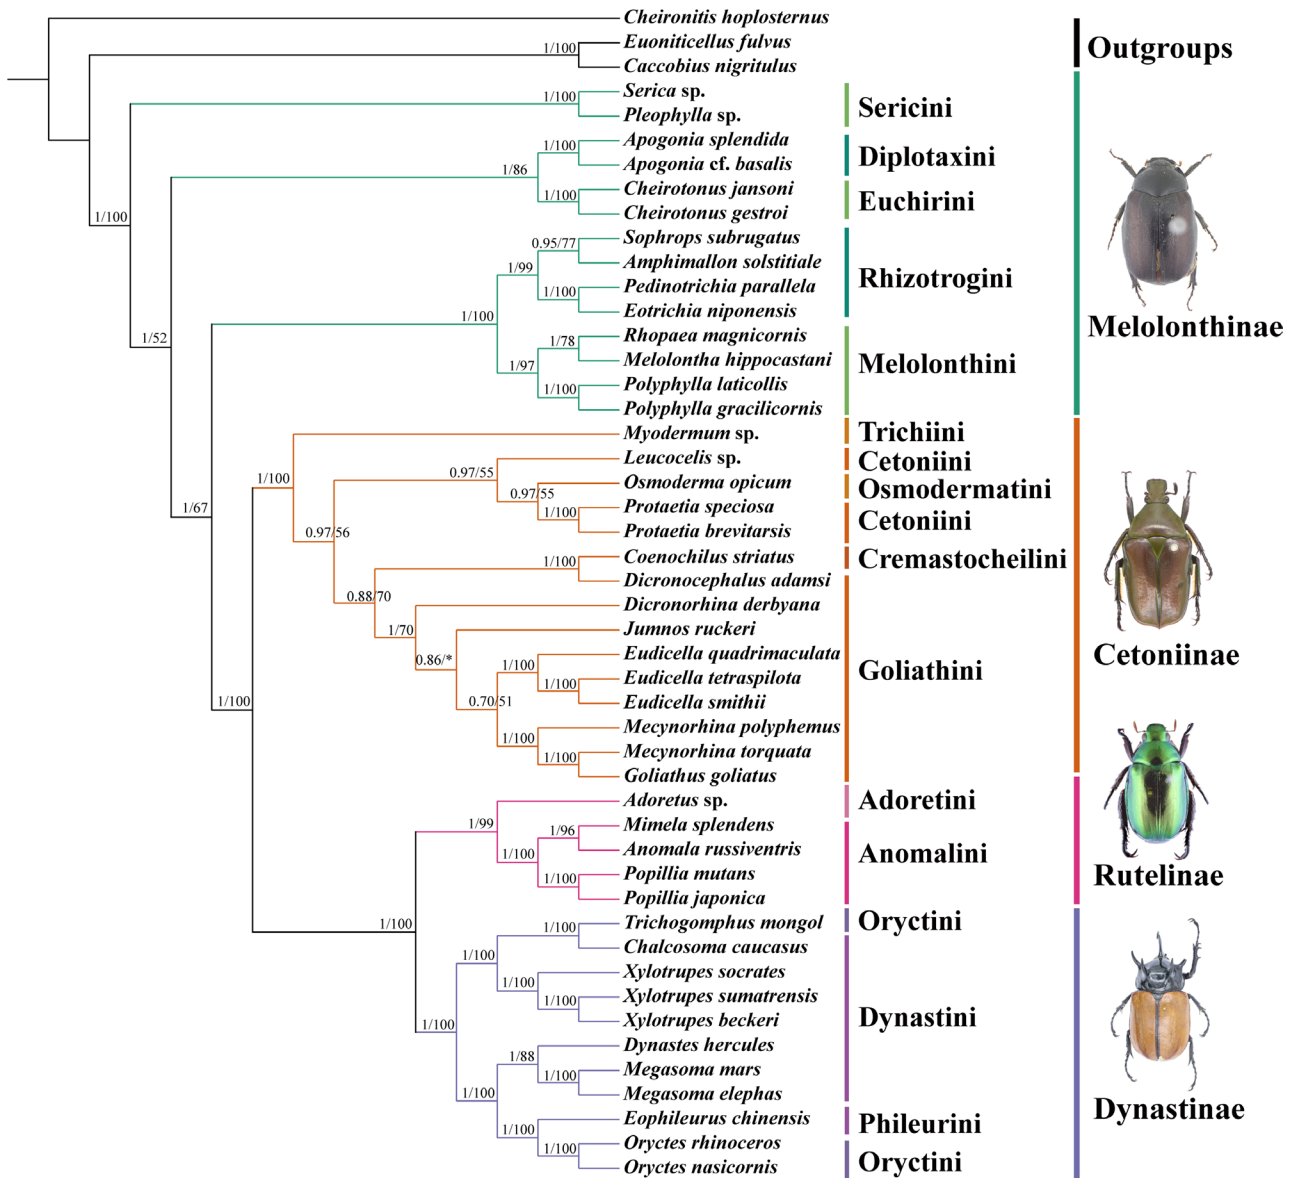 Cheironitis hoplosternus
1/100
Euoniticellus fulvus
Caccobius nigritulus
Outgroups
1/100
Serica sp.
Pleophylla sp.
Sericini
1/100
Apogonia splendida
Apogonia cf. basalis
Diplotaxini
1/86
1/100
Cheirotonus jansoni
Cheirotonus gestroi
Euchirini
1/100
0.95/77
Sophrops subrugatus
Amphimallon solstitiale
1/99
1/100
Pedinotrichia parallela
Eotrichia niponensis
Rhizotrogini
1/100
1/78
Rhopaea magnicornis
Melolontha hippocastani
1/97
1/100
Polyphylla laticollis
Polyphylla gracilicornis
Melolonthini
Melolonthinae
1/52
Myodermum sp.
Trichiini
1/100
0.97/55
Leucocelis sp.
Cetoniini
0.97/55
Osmoderma opicum
Osmodermatini
1/100
Protaetia speciosa
Protaetia brevitarsis
Cetoniini
1/67
0.97/56
1/100
Coenochilus striatus
Cremastocheilini
Dicronocephalus adamsi
0.88/70
Dicronorhina derbyana
1/70
Jumnos ruckeri
0.86/*
1/100
Eudicella quadrimaculata
1/100
Eudicella tetraspilota
Eudicella smithii
0.70/51
1/100
Mecynorhina polyphemus
1/100
Mecynorhina torquata
Goliathus goliatus
Goliathini
Cetoniinae
1/100
Adoretus sp.
Adoretini
1/99
1/96
Mimela splendens
Anomala russiventris
1/100
1/100
Popillia mutans
Popillia japonica
Anomalini
Rutelinae
1/100
1/100
Trichogomphus mongol
Oryctini
Chalcosoma caucasus
1/100
1/100
Xylotrupes socrates
1/100
Xylotrupes sumatrensis
Xylotrupes beckeri
Dynastini
1/100
1/88
Dynastes hercules
1/100
Megasoma mars
Megasoma elephas
1/100
1/100
Eophileurus chinensis
Phileurini
1/100
Oryctes rhinoceros
Oryctes nasicornis
Oryctini
Dynastinae